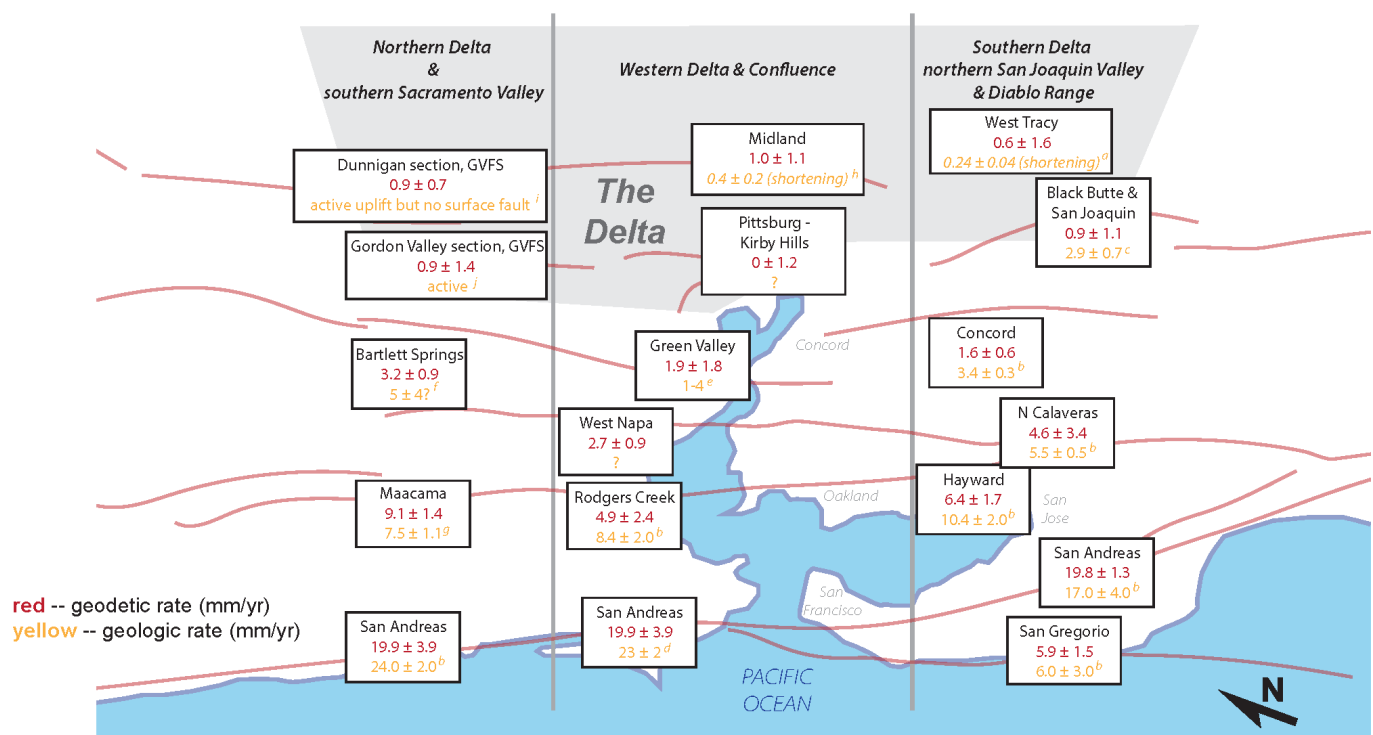 Northern Delta
&
southern Sacramento Valley
Western Delta & Confluence
Southern Delta
northern San Joaquin Valley
& Diablo Range
Dunnigan section, GVFS
0.9 ± 0.7
active uplift but no surface fault i
Gordon Valley section, GVFS
0.9 ± 1.4
active j
The
Delta
Midland
1.0 ± 1.1
0.4 ± 0.2 (shortening) h
Pittsburg -
Kirby Hills
0 ± 1.2
?
West Tracy
0.6 ± 1.6
0.24 ± 0.04 (shortening) a
Black Butte &
San Joaquin
0.9 ± 1.1
2.9 ± 0.7 c
Bartlett Springs
3.2 ± 0.9
5 ± 4? f
Green Valley
1.9 ± 1.8
1-4 e
Concord
Concord
1.6 ± 0.6
3.4 ± 0.3 b
West Napa
2.7 ± 0.9
?
N Calaveras
4.6 ± 3.4
5.5 ± 0.5 b
Maacama
9.1 ± 1.4
7.5 ± 1.1 g
Rodgers Creek
4.9 ± 2.4
8.4 ± 2.0 b
Oakland
Hayward
6.4 ± 1.7
10.4 ± 2.0 b
San
Jose
San Andreas
19.8 ± 1.3
17.0 ± 4.0 b
San
Francisco
red -- geodetic rate (mm/yr)
yellow -- geologic rate (mm/yr)
San Andreas
19.9 ± 3.9
24.0 ± 2.0 b
San Andreas
19.9 ± 3.9
23 ± 2 d
San Gregorio
5.9 ± 1.5
6.0 ± 3.0 b
PACIFIC
OCEAN
N